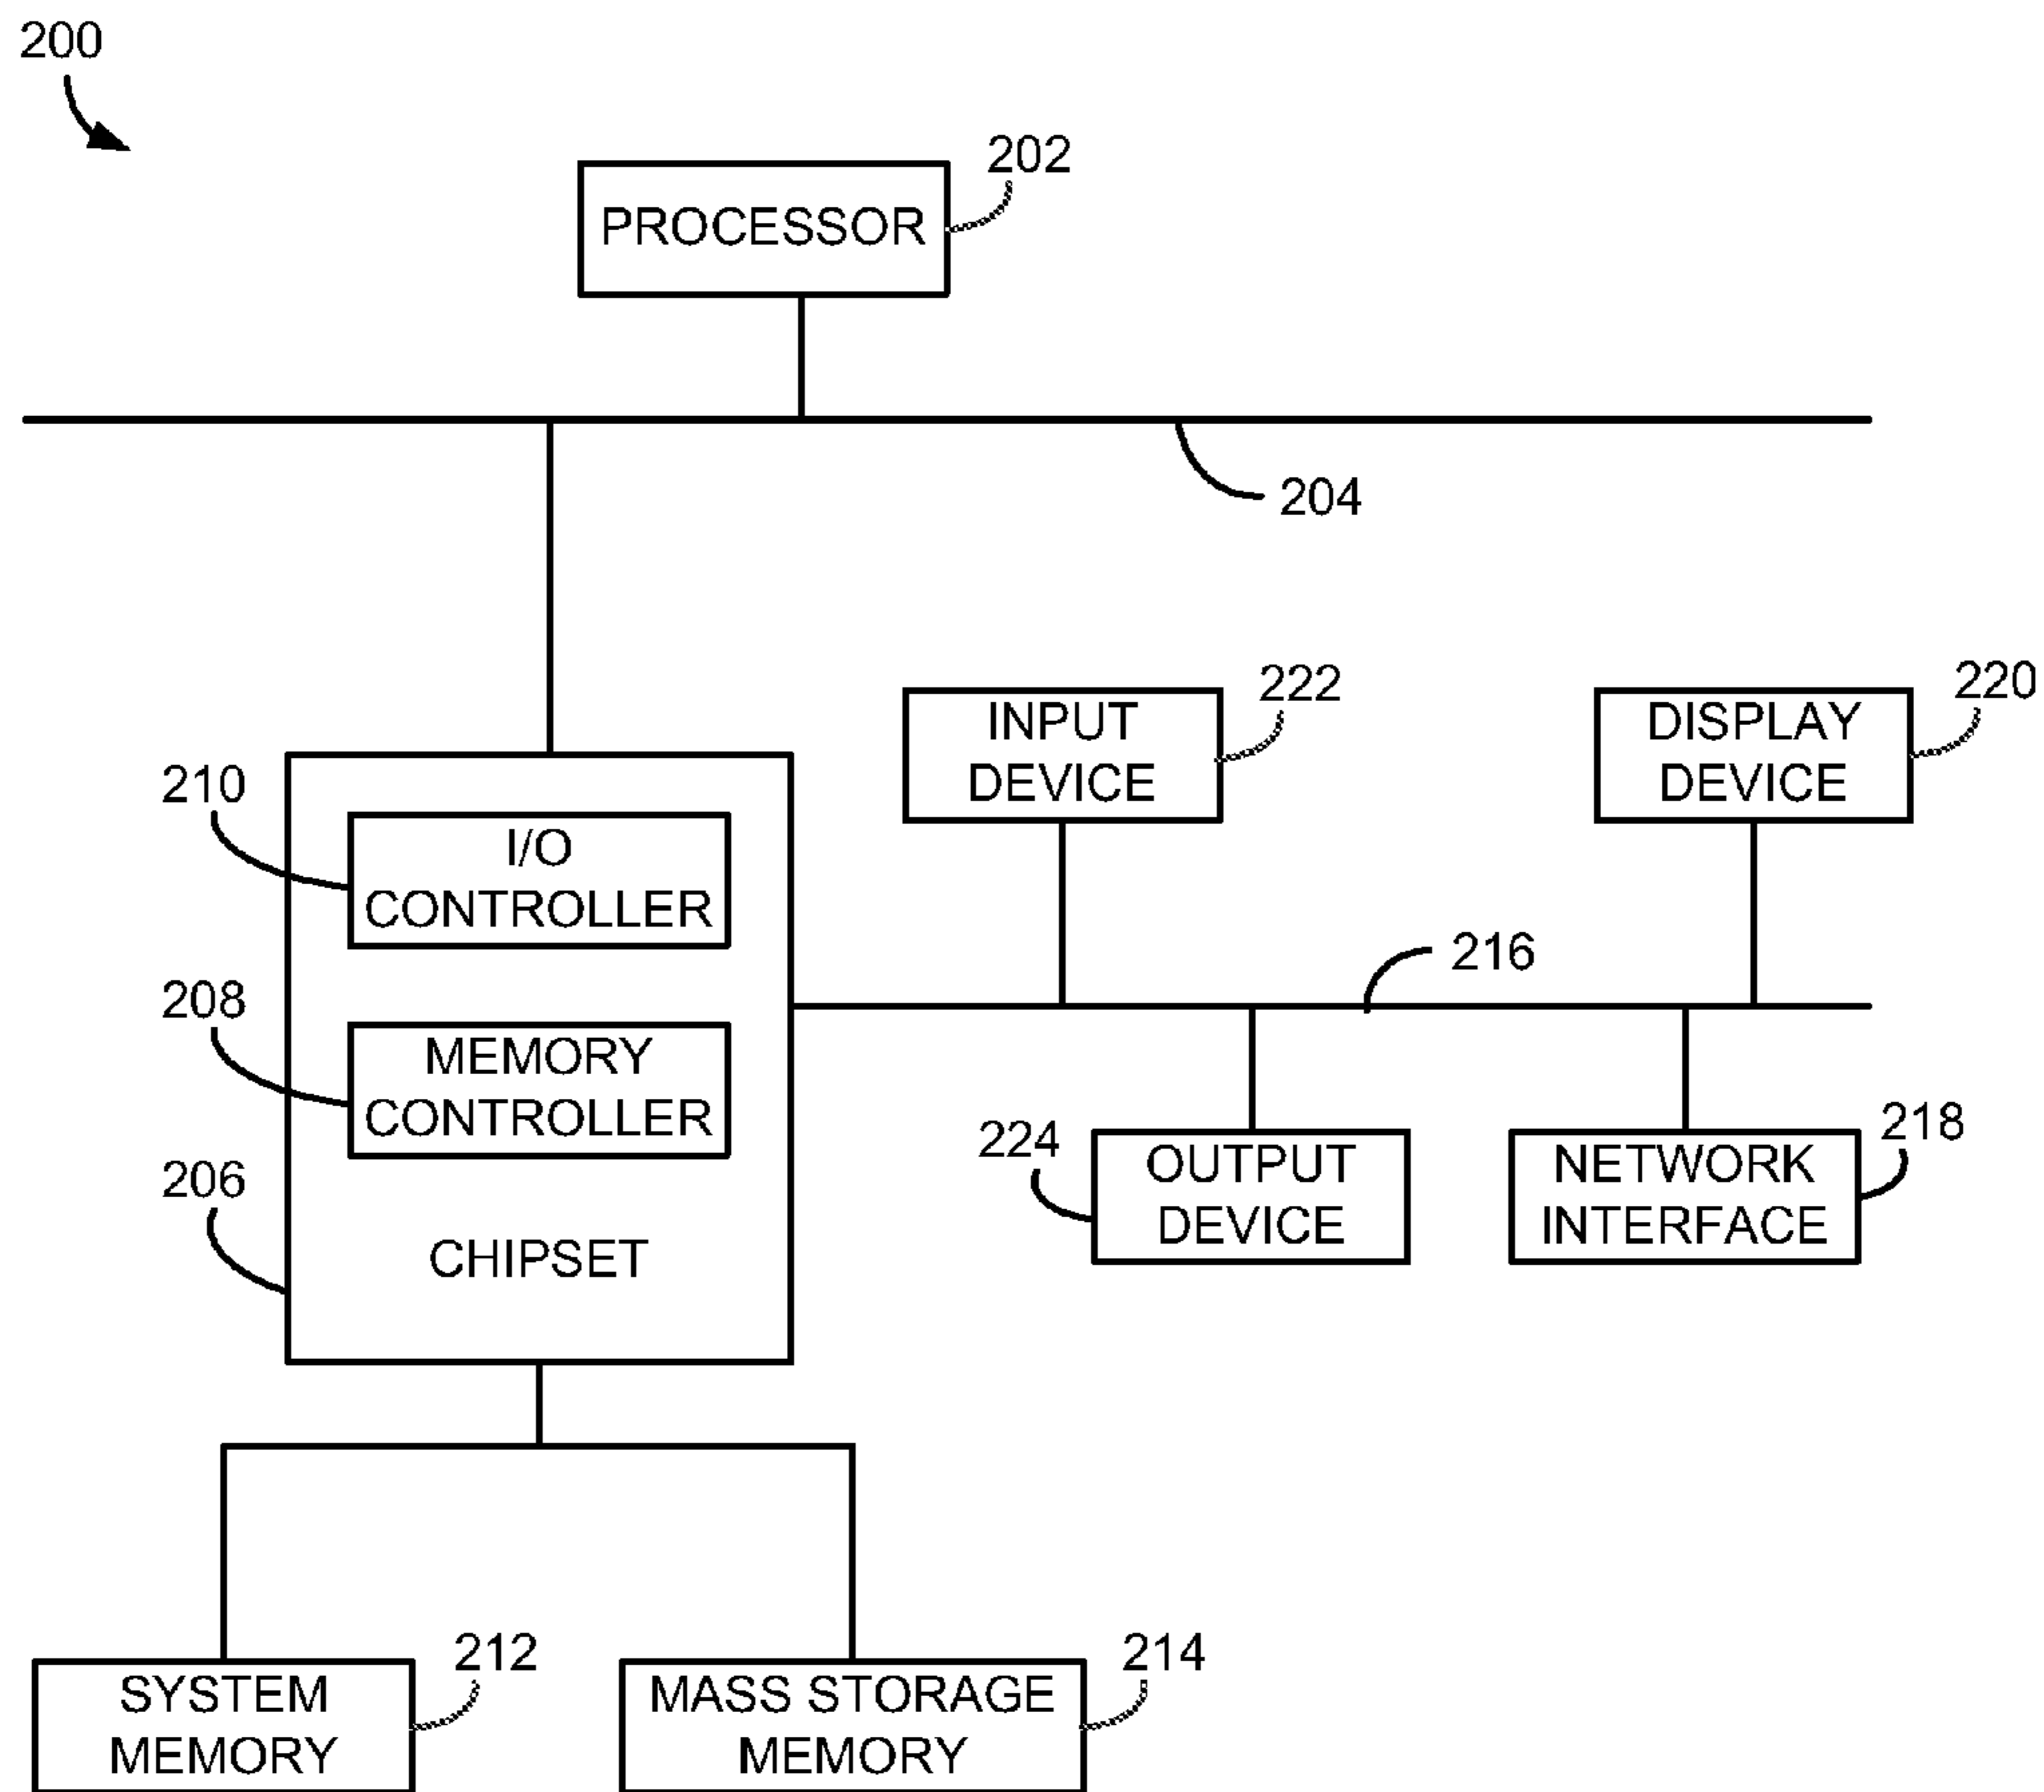 200
202
PROCESSOR
204
222
INPUT
DEVICE
220
DISPLAY
DEVICE
210
I/O
CONTROLLER
216
208
MEMORY
CONTROLLER
206
CHIPSET
224
OUTPUT
DEVICE
218
NETWORK
INTERFACE
212
SYSTEM
MEMORY
214
MASS STORAGE
MEMORY